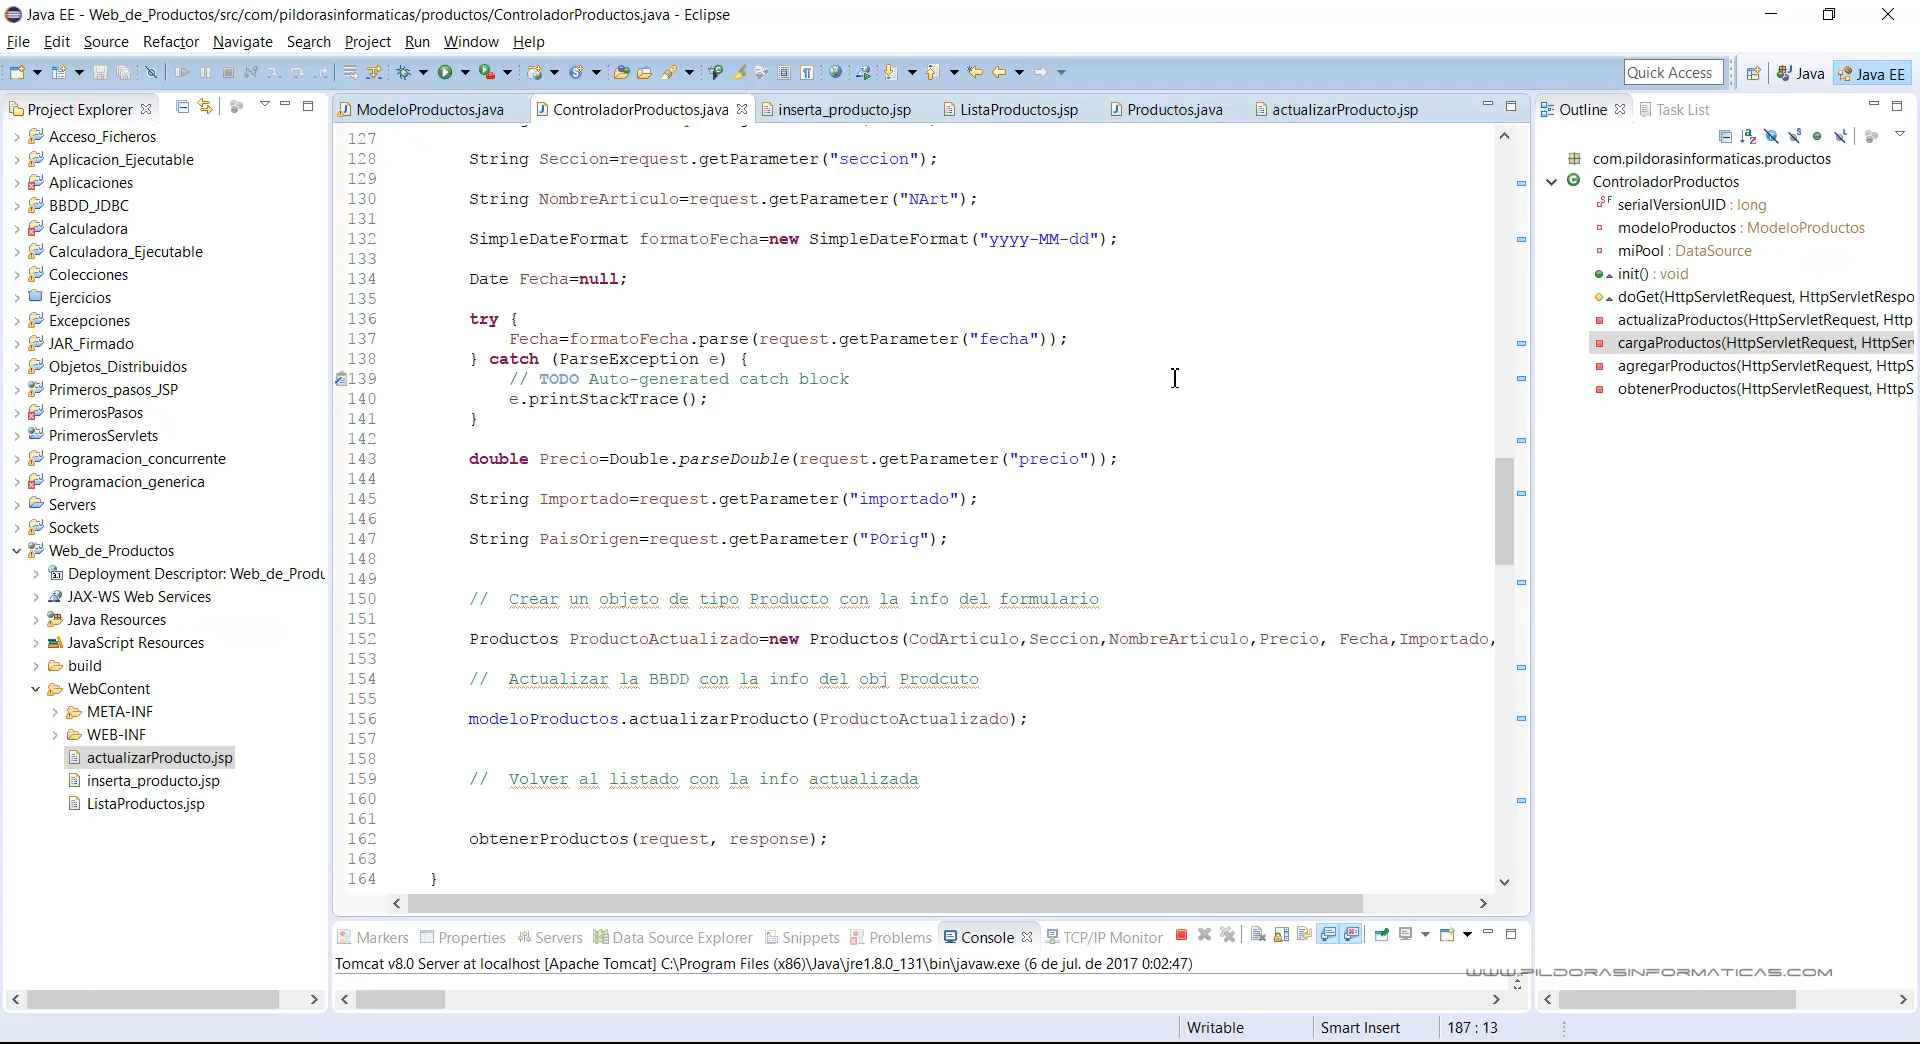 Java EE - Web_de_Productos/src/com/pildorasinformaticas/productos/ControladorProductos.java - Eclipse
File Edit Source Refactor Navigate Search Project Run Window Help
Quick Access
Java
Java EE
Project Explorer
Acceso_Ficheros
Aplicacion_Ejecutable
Aplicaciones
BBDD_JDBC
Calculadora
Calculadora_Ejecutable
Colecciones
Ejercicios
Excepciones
JAR_Firmado
Objetos_Distribuidos
Primeros_pasos_JSP
PrimerosPasos
PrimerosServlets
Programacion_concurrente
Programacion_generica
Servers
Sockets
Web_de_Productos
Deployment Descriptor: Web_de_Produ
JAX-WS Web Services
Java Resources
JavaScript Resources
build
WebContent
META-INF
WEB-INF
actualizarProducto.jsp
inserta_producto.jsp
ListaProductos.jsp
ModeloProductos.java
ControladorProductos.java
inserta_producto.jsp
ListaProductos.jsp
Productos.java
actualizarProducto.jsp
127
128 String Seccion=request.getParameter("seccion");
129
130 String NombreArticulo=request.getParameter("NArt");
131
132 SimpleDateFormat formatoFecha=new SimpleDateFormat("yyyy-MM-dd");
133
134 Date Fecha=null;
135
136 try {
137 Fecha=formatoFecha.parse(request.getParameter("fecha"));
138 } catch (ParseException e) {
139 // TODO Auto-generated catch block
140 e.printStackTrace();
141 }
142
143 double Precio=Double.parseDouble(request.getParameter("precio"));
144
145 String Importado=request.getParameter("importado");
146
147 String PaisOrigen=request.getParameter("POrig");
148
149
150 // Crear un objeto de tipo Producto con la info del formulario
151
152 Productos ProductoActualizado=new Productos(CodArticulo,Seccion,NombreArticulo,Precio, Fecha,Importado,
153
154 // Actualizar la BBDD con la info del obj Prodcuto
155
156 modeloProductos.actualizarProducto(ProductoActualizado);
157
158
159 // Volver al listado con la info actualizada
160
161
162 obtenerProductos(request, response);
163
164 }
Outline
Task List
com.pildorasinformaticas.productos
ControladorProductos
serialVersionUID : long
modeloProductos : ModeloProductos
miPool : DataSource
init() : void
doGet(HttpServletRequest, HttpServletRespo
actualizaProductos(HttpServletRequest, Http
cargaProductos(HttpServletRequest, HttpSer
agregarProductos(HttpServletRequest, HttpS
obtenerProductos(HttpServletRequest, HttpS
Markers Properties Servers Data Source Explorer Snippets Problems Console TCP/IP Monitor
Tomcat v8.0 Server at localhost [Apache Tomcat] C:\Program Files (x86)\Java\jre1.8.0_131\bin\javaw.exe (6 de jul. de 2017 0:02:47)
WWW.PILDORASINFORMATICAS.COM
Writable Smart Insert 187 : 13